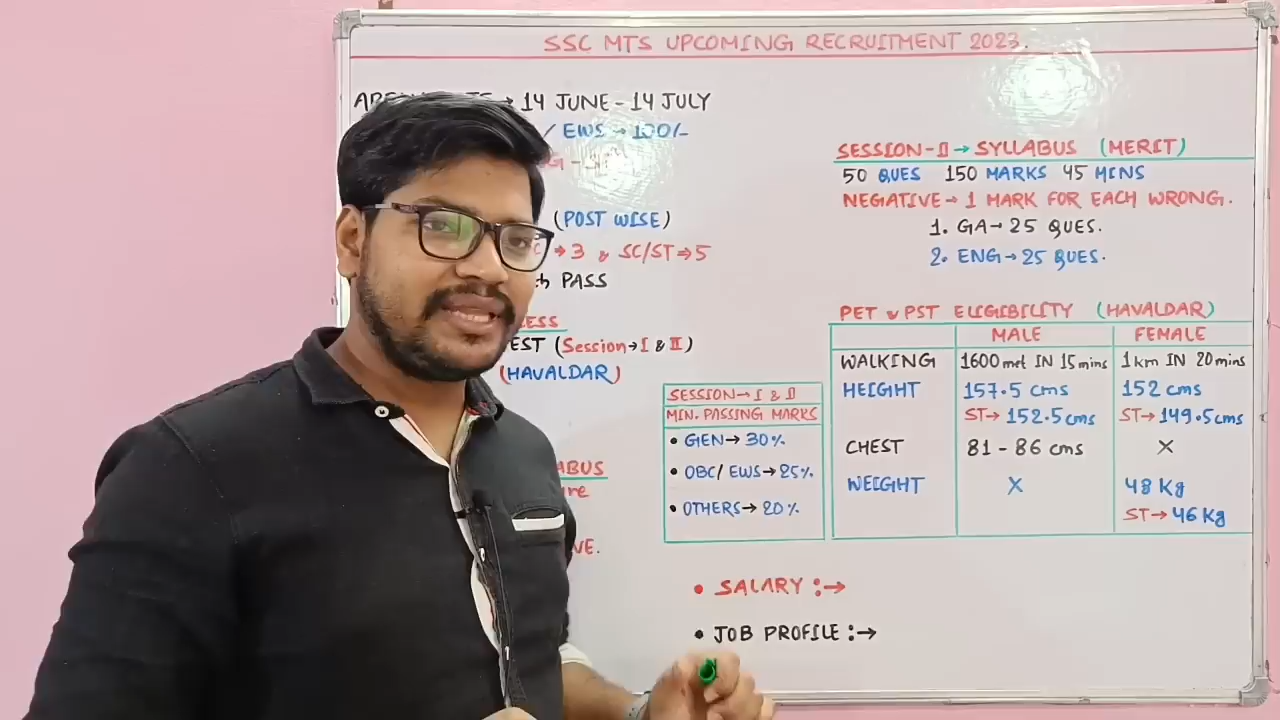 SSC MTS UPCOMING RECRUITMENT 2023.
→ 14 JUNE - 14 JULY
/ EWS → 100/-
(POST WISE)
→ 3 & SC/ST ⇒ 5
PASS
(Session → I & II)
(HAVALDAR)
SESSION → I & II
MIN. PASSING MARKS
• GEN → 30%
• OBC/ EWS → 25%
• OTHERS → 20%
SESSION-II → SYLLABUS (MERIT)
50 QUES 150 MARKS 45 MINS
NEGATIVE → 1 MARK FOR EACH WRONG.
1. GA → 25 QUES.
2. ENG → 25 QUES.
PET & PST ELIGIBILITY (HAVALDAR)
MALE FEMALE
WALKING 1600 met IN 15 mins 1 km IN 20 mins
HEIGHT 157.5 cms 152 cms
ST → 152.5 cms ST → 149.5 cms
CHEST 81 - 86 cms X
WEIGHT X 48 Kg
ST → 46 Kg
• SALARY :→
• JOB PROFILE :→